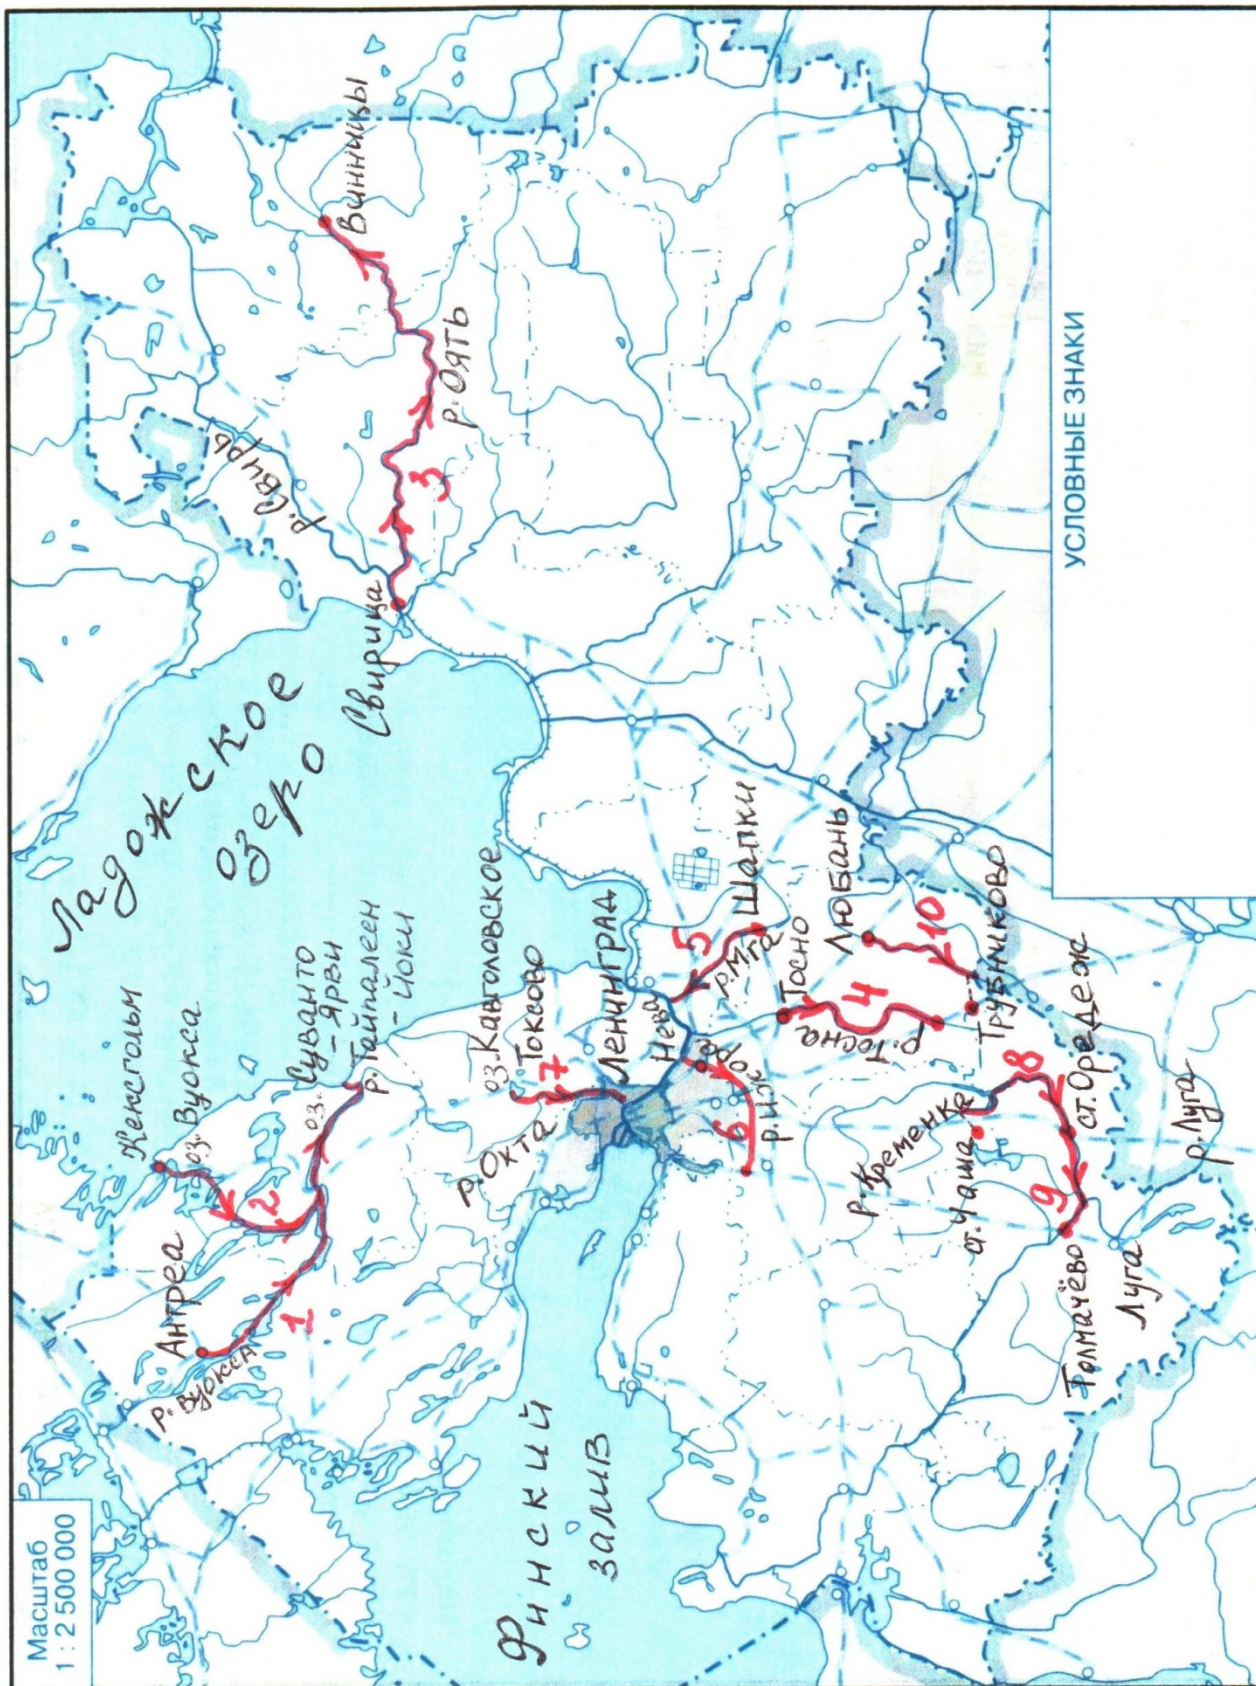 Масштаб
1 : 2 500 000
Ладожское
озеро
Финский
залив
Кексгольм
оз. Вуокса
Антреа
р. Вуокса
1
2
оз.
Суванто
-Ярви
р. Тайпалеен
-Йоки
Свирица
р. Свирь
3
р. Оять
Винницы
оз. Кавголовское
Токсово
7
р. Охта
Ленинград
Нева
5
р. Мга
Шапки
р. Ижора
6
Тосно
4
р. Тосна
Любань
10
Трубниково
р. Кременка
ст. Чаша
8
ст. Оредеж
9
Толмачёво
Луга
р. Луга
УСЛОВНЫЕ ЗНАКИ